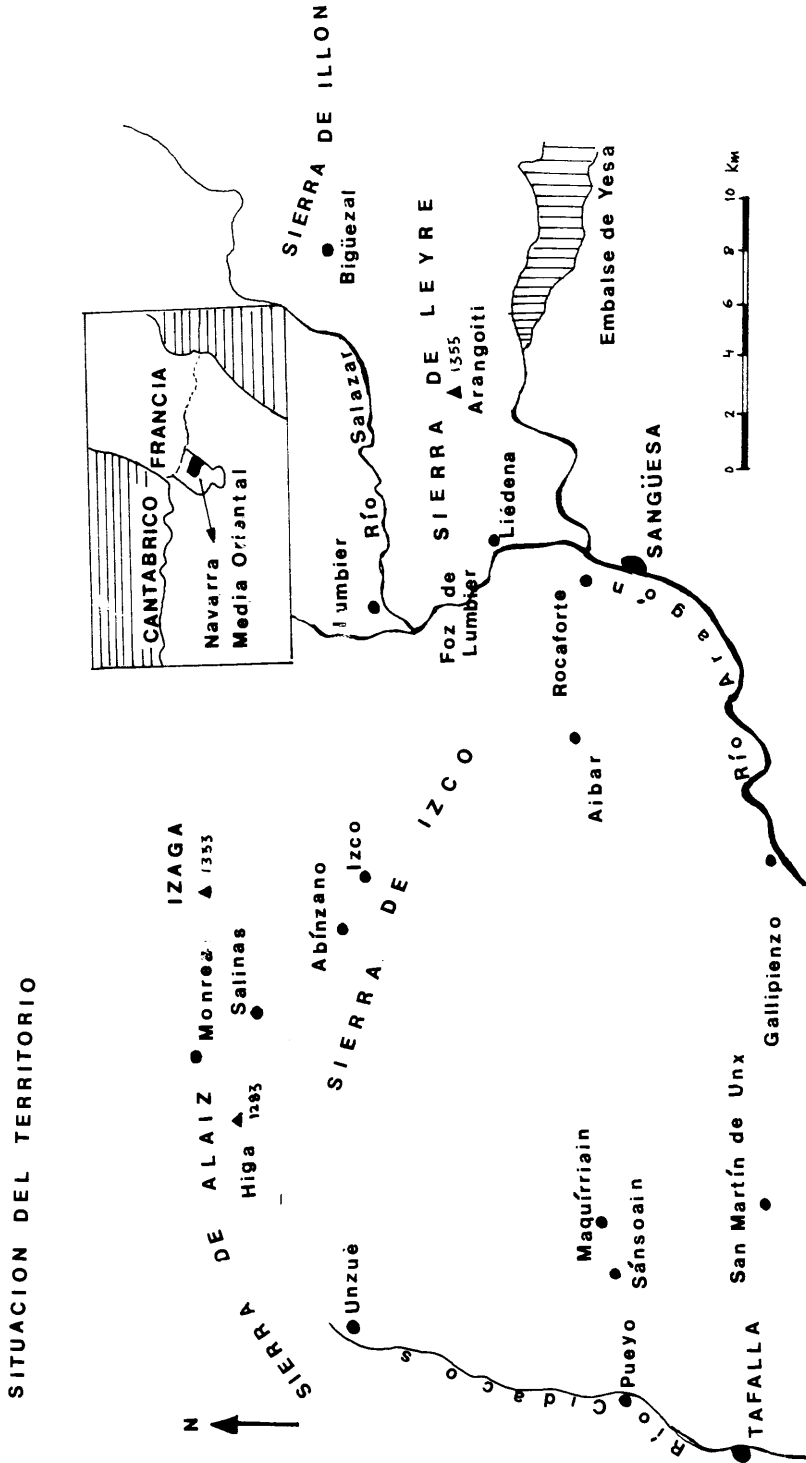 SITUACION DEL TERRITORIO
N
SIERRA DE ALAIZ
Higa 1283
Monrea
Salinas
IZAGA
1353
CANTABRICO
FRANCIA
Navarra
Media Oriental
SIERRA DE ILLON
Bigüezal
Unzué
Abínzano
Izco
SIERRA DE IZCO
Lumbier
Río Salazar
Foz de
Lumbier
SIERRA DE LEYRE
1355
Arangoiti
Liédena
Embalse de Yesa
Río Cidacos
Pueyo
Maquírriain
Sánsoain
Aibar
Rocaforte
SANGÜESA
Río Aragón
TAFALLA
San Martín de Unx
Gallipienzo
0 2 4 6 8 10 Km